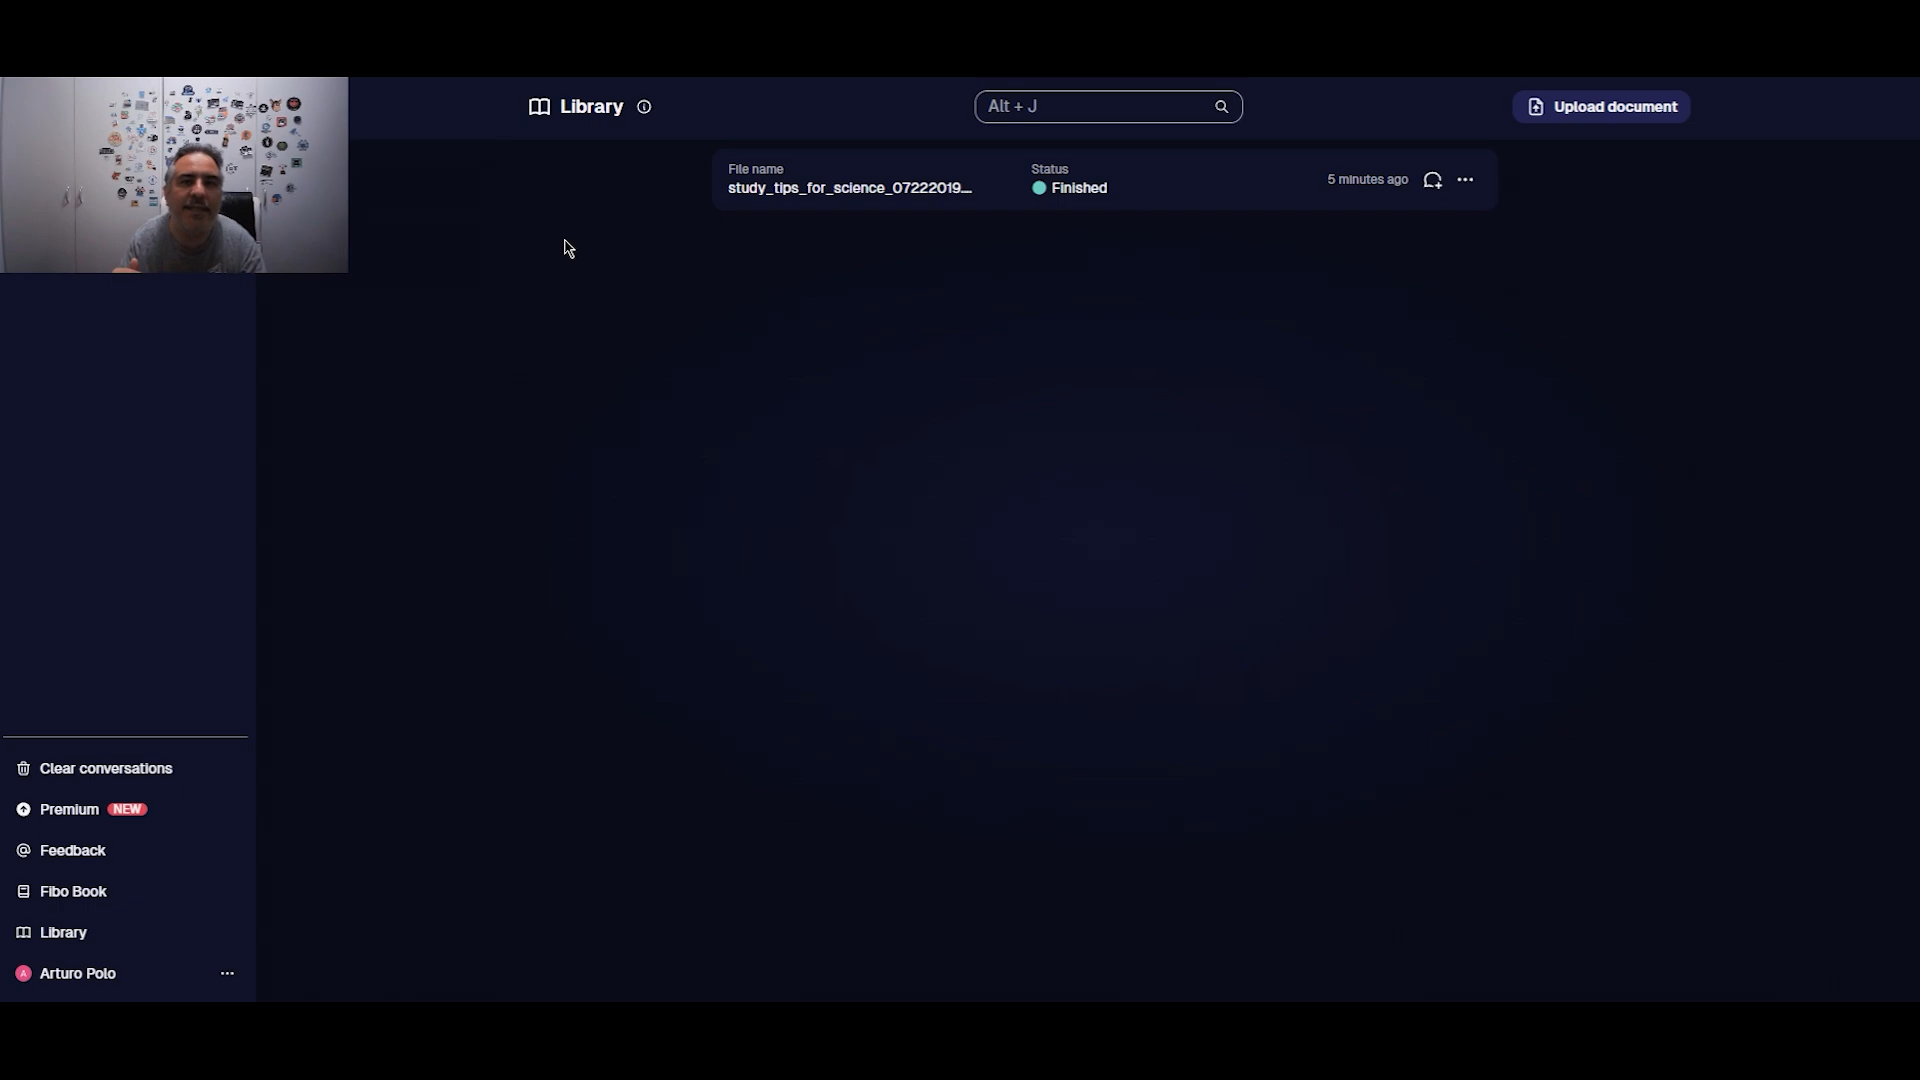 Library
Alt + J
Upload document
File name
study_tips_for_science_07222019...
Status
Finished
5 minutes ago
Clear conversations
Premium NEW
Feedback
Fibo Book
Library
A Arturo Polo